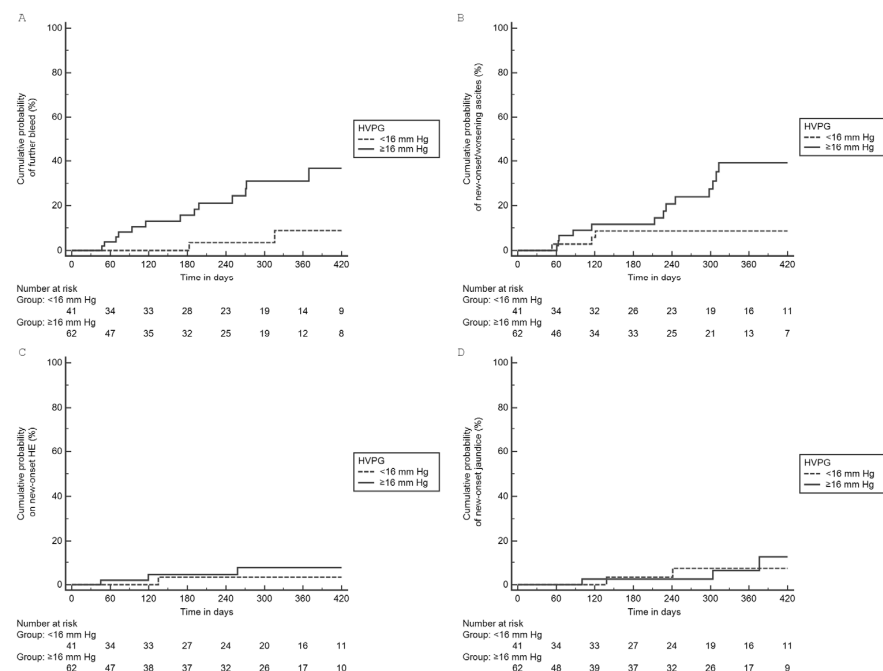 A
Cumulative probability
of further bleed (%)
100
80
60
40
20
0
0 60 120 180 240 300 360 420
Time in days
HVPG
<16 mm Hg
≥16 mm Hg
Number at risk
Group: <16 mm Hg
41 34 33 28 23 19 14 9
Group: ≥16 mm Hg
62 47 35 32 25 19 12 8
B
Cumulative probability
of new-onset/worsening ascites (%)
100
80
60
40
20
0
0 60 120 180 240 300 360 420
Time in days
HVPG
<16 mm Hg
≥16 mm Hg
Number at risk
Group: <16 mm Hg
41 34 32 26 23 19 16 11
Group: ≥16 mm Hg
62 46 34 33 25 21 13 7
C
Cumulative probability
on new-onset HE (%)
100
80
60
40
20
0
0 60 120 180 240 300 360 420
Time in days
HVPG
<16 mm Hg
≥16 mm Hg
Number at risk
Group: <16 mm Hg
41 34 33 27 24 20 16 11
Group: ≥16 mm Hg
62 47 38 37 32 26 17 10
D
Cumulative probability
of new-onset jaundice (%)
100
80
60
40
20
0
0 60 120 180 240 300 360 420
Time in days
HVPG
<16 mm Hg
≥16 mm Hg
Number at risk
Group: <16 mm Hg
41 34 33 27 24 19 16 11
Group: ≥16 mm Hg
62 48 39 37 32 26 17 9